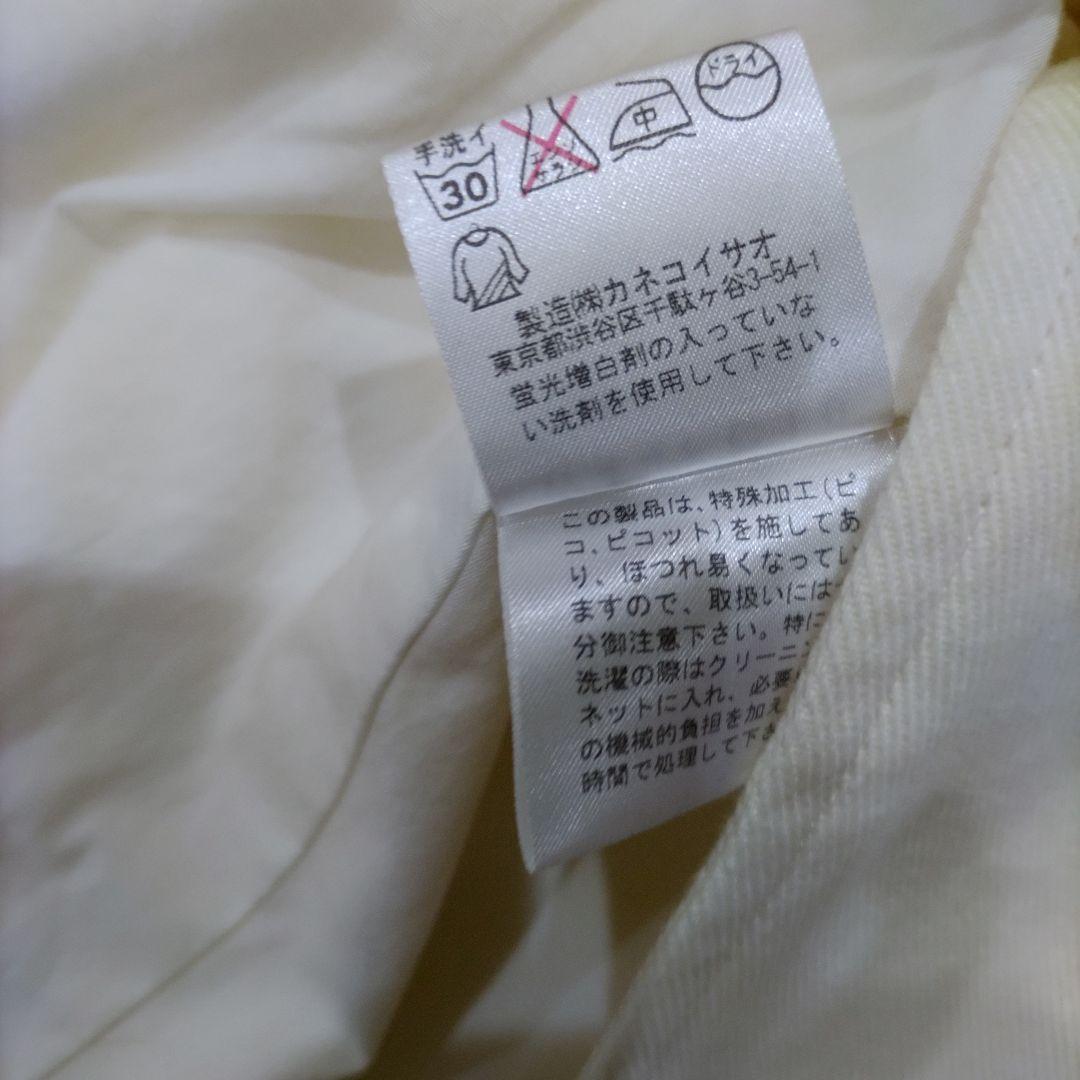 手洗イ
30
エンソ
サラシ
中
ドライ
製造㈱カネコイサオ
東京都渋谷区千駄ケ谷3-54-1
蛍光増白剤の入っていな
い洗剤を使用して下さい。
この製品は、特殊加工(ピ
コ、ピコット)を施してあ
り、ほつれ易くなってい
ますので、取扱いには
分御注意下さい。特に
洗濯の際はクリーニン
ネットに入れ、必要
の機械的負担を加え
時間で処理して下さ